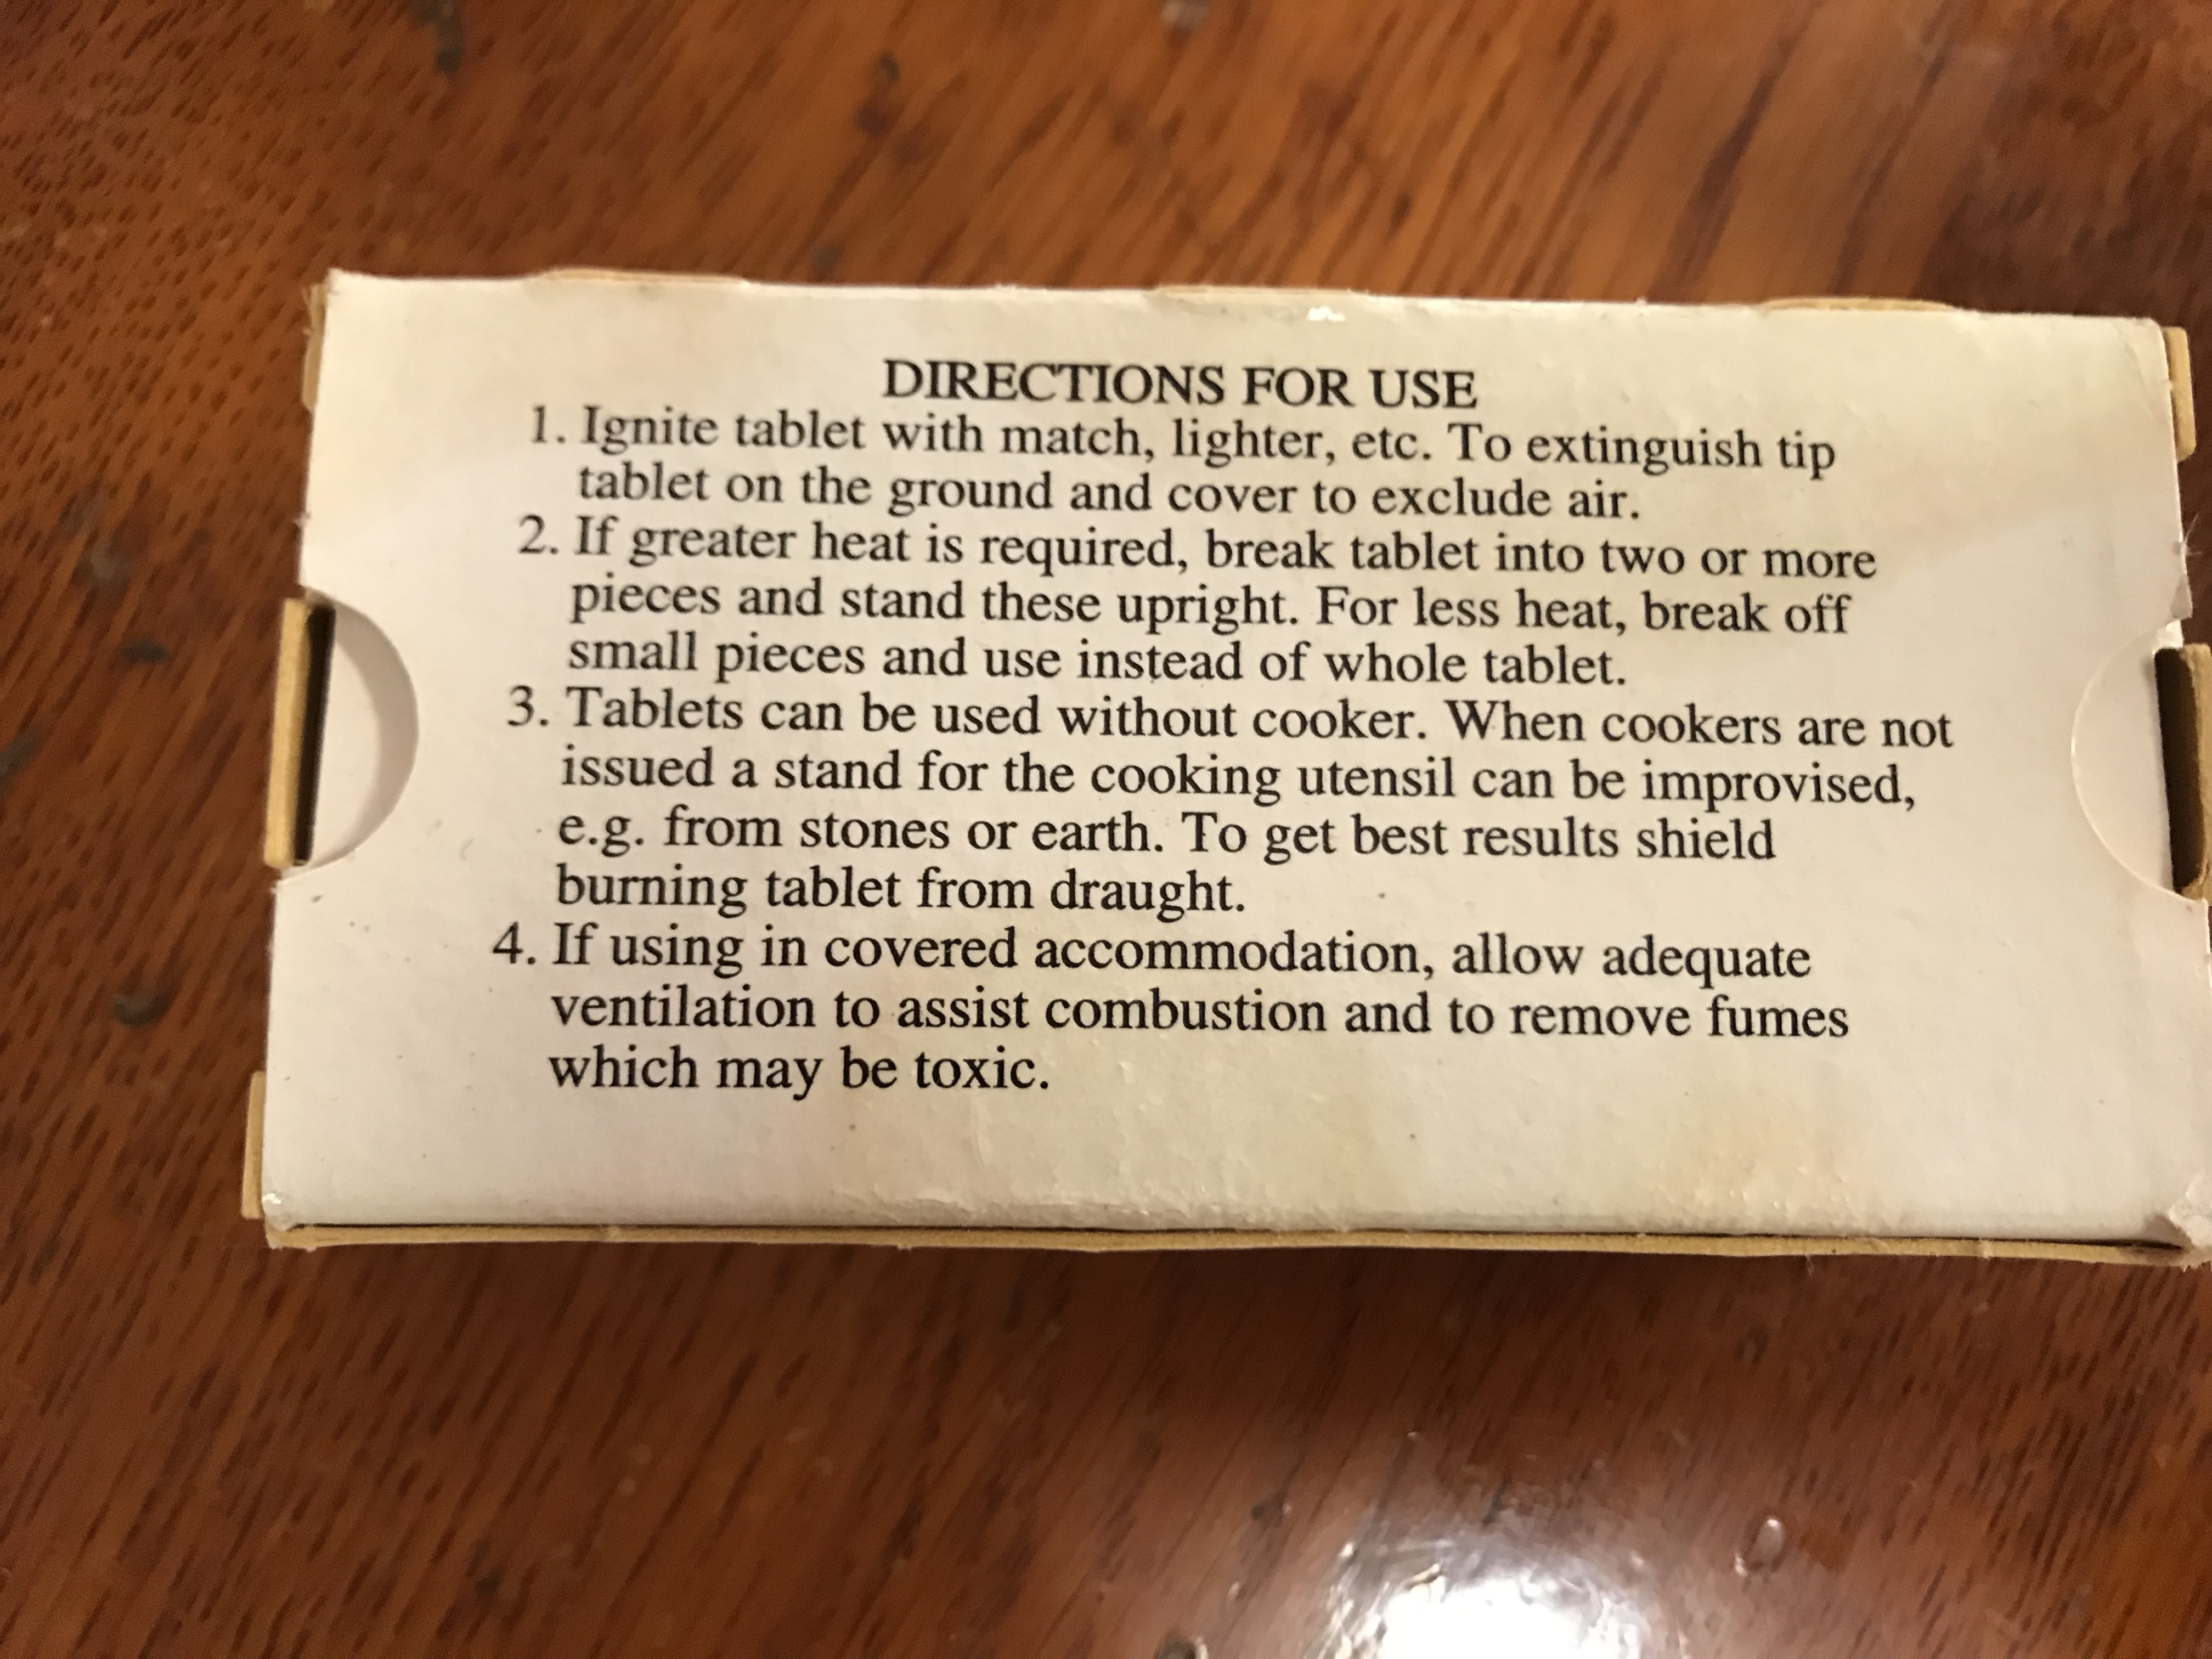 DIRECTIONS FOR USE
1. Ignite tablet with match, lighter, etc. To extinguish tip
tablet on the ground and cover to exclude air.
2. If greater heat is required, break tablet into two or more
pieces and stand these upright. For less heat, break off
small pieces and use instead of whole tablet.
3. Tablets can be used without cooker. When cookers are not
issued a stand for the cooking utensil can be improvised,
e.g. from stones or earth. To get best results shield
burning tablet from draught.
4. If using in covered accommodation, allow adequate
ventilation to assist combustion and to remove fumes
which may be toxic.